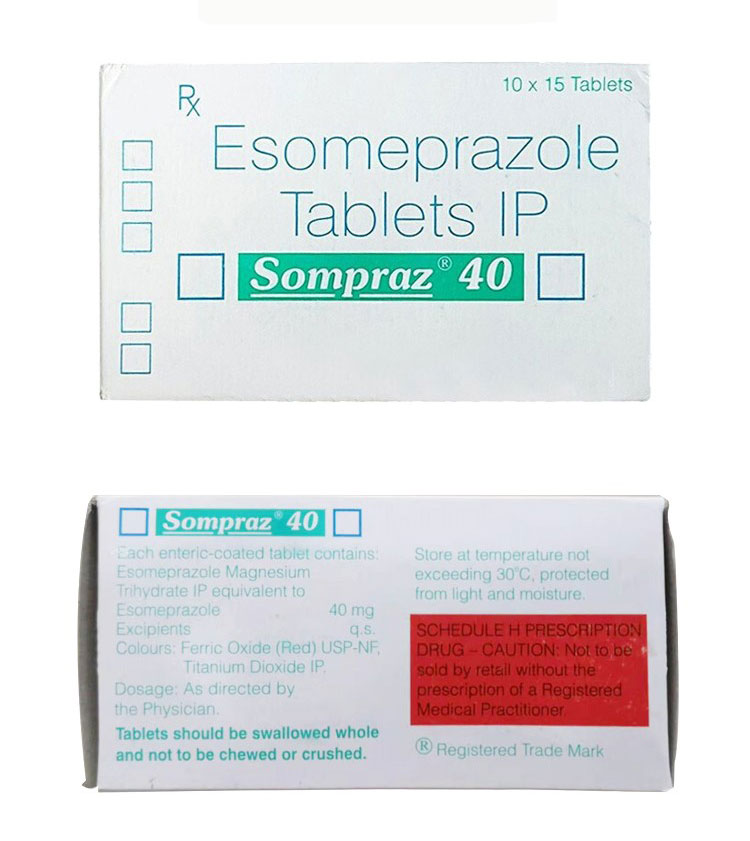 10 x 15 Tablets
Rx
Esomeprazole
Tablets IP
Sompraz® 40
Sompraz® 40
Each enteric-coated tablet contains:
Esomeprazole Magnesium
Trihydrate IP equivalent to
Esomeprazole 40 mg
Excipients q.s.
Colours: Ferric Oxide (Red) USP-NF,
Titanium Dioxide IP.
Dosage: As directed by
the Physician.
Tablets should be swallowed whole
and not to be chewed or crushed.
Store at temperature not
exceeding 30°C, protected
from light and moisture.
SCHEDULE H PRESCRIPTION
DRUG – CAUTION: Not to be
sold by retail without the
prescription of a Registered
Medical Practitioner.
® Registered Trade Mark